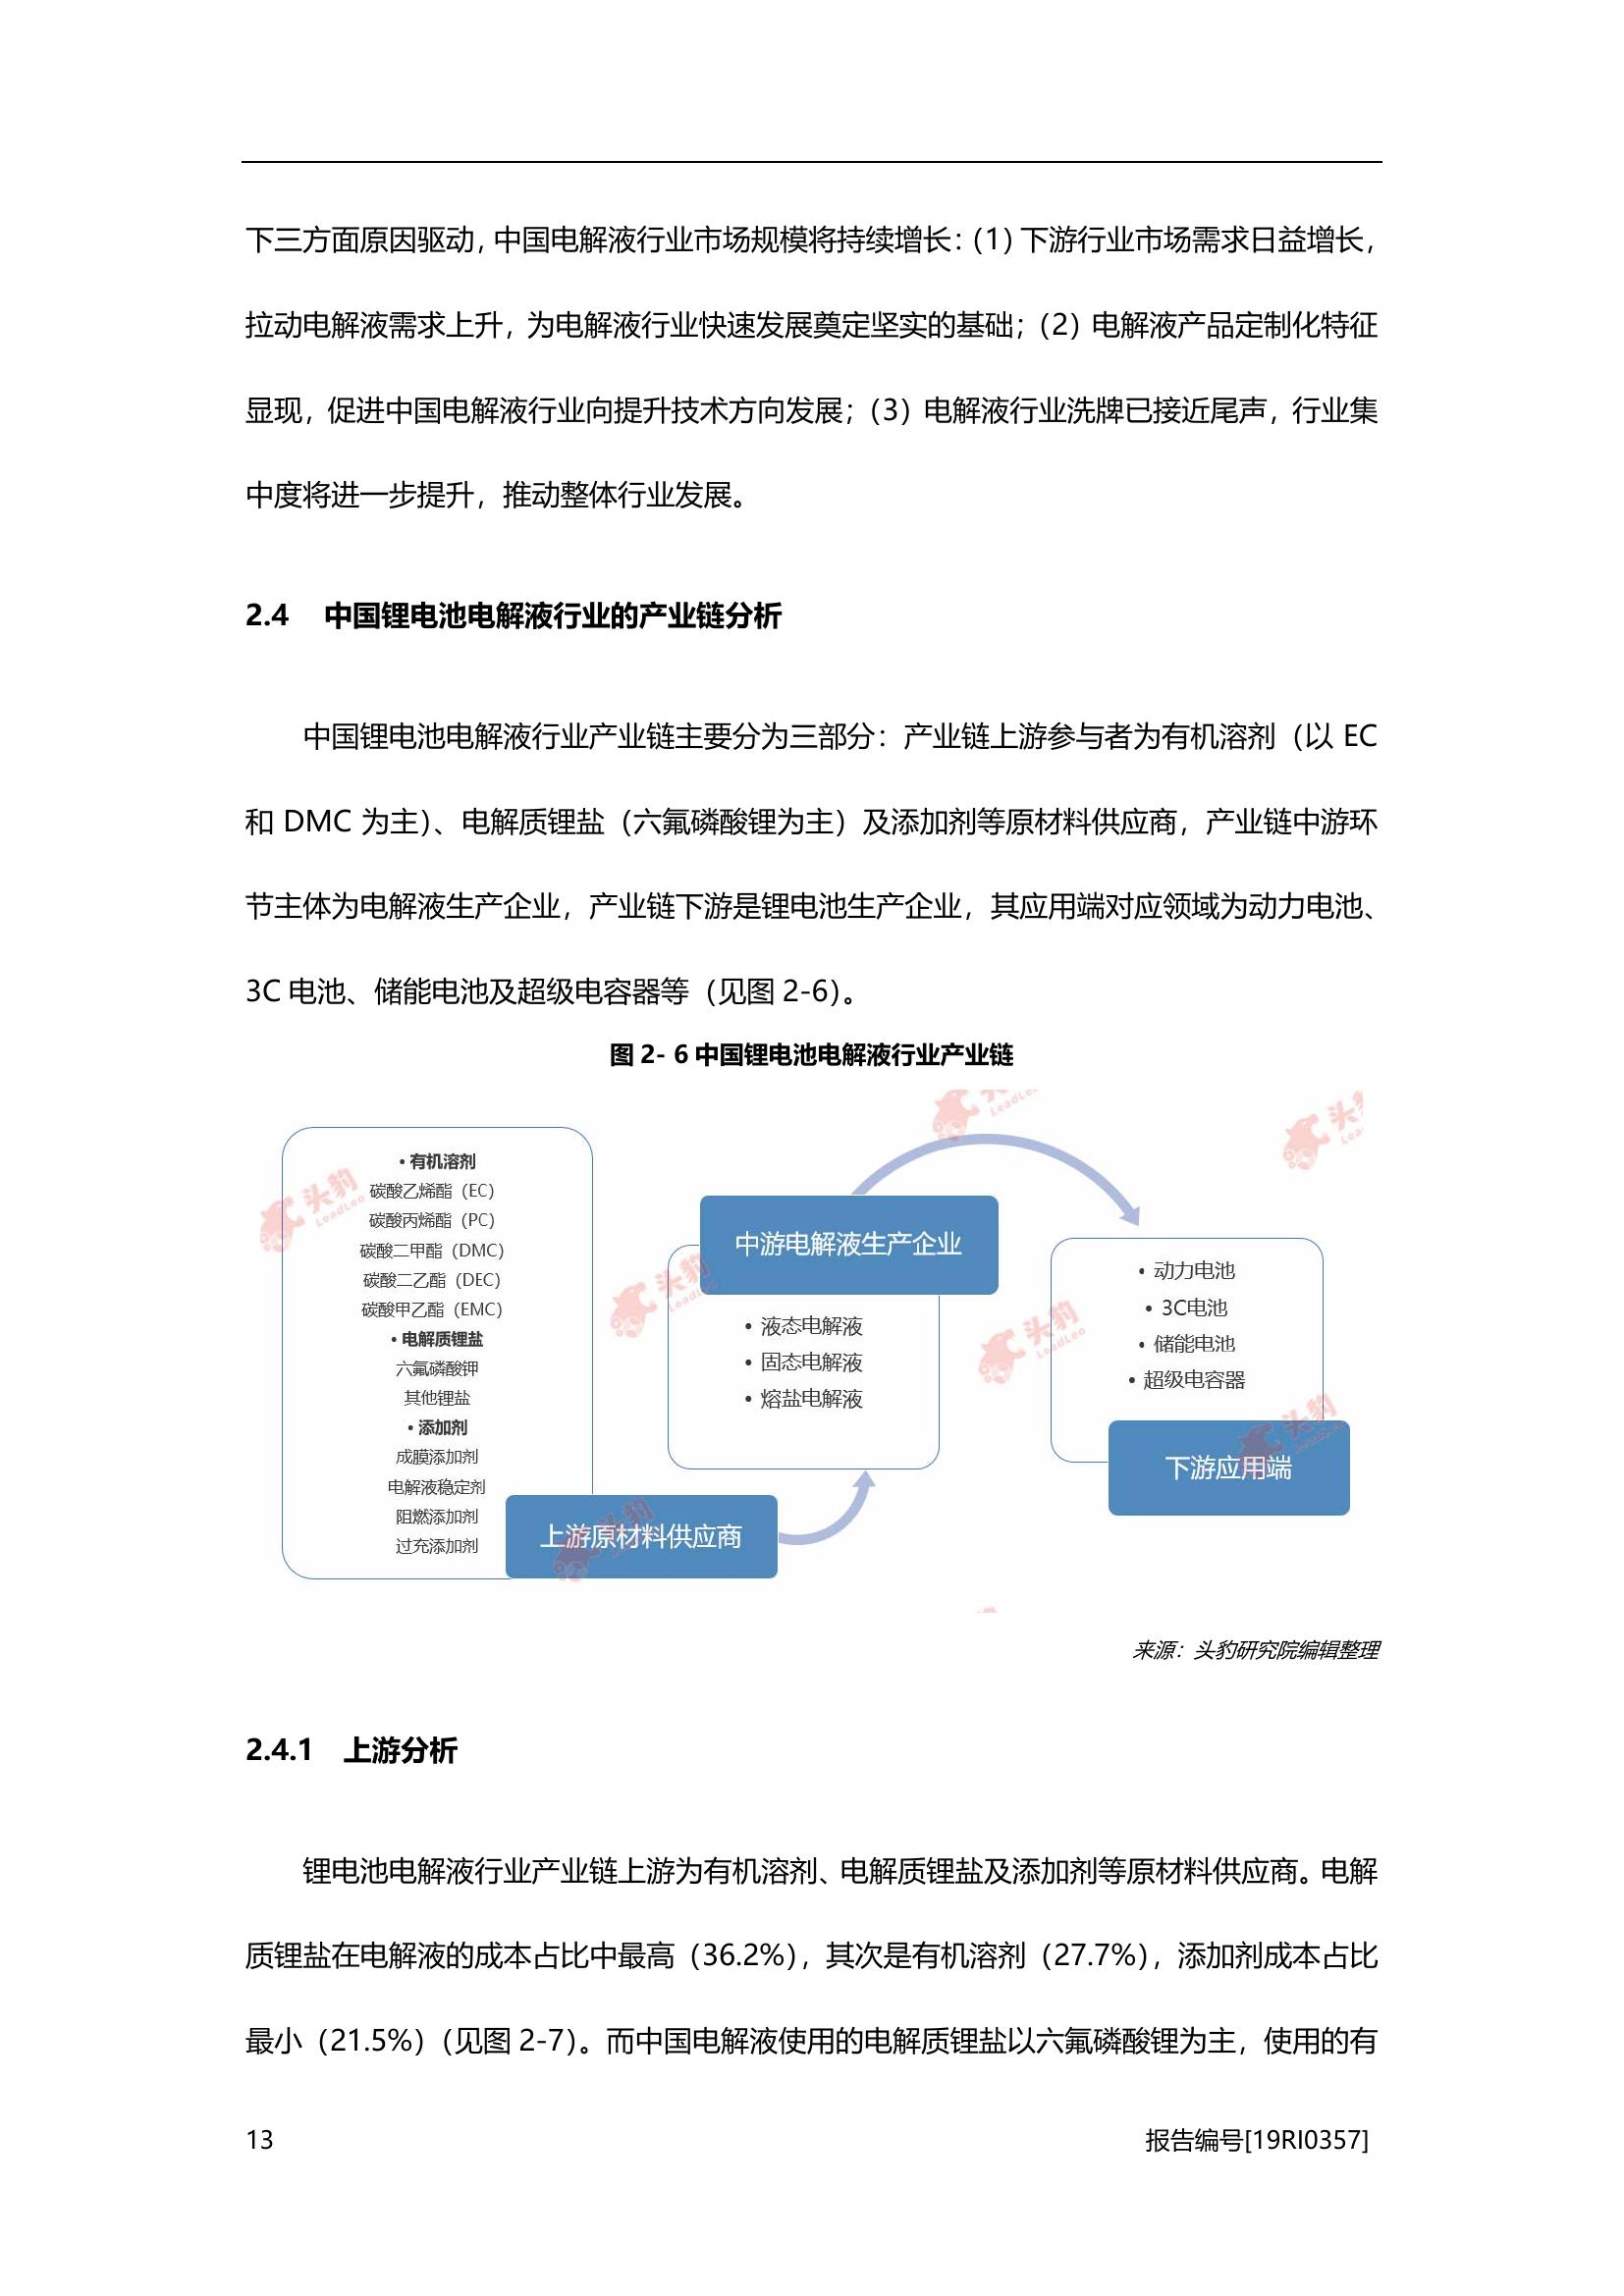 下三方面原因驱动，中国电解液行业市场规模将持续增长：（1）下游行业市场需求日益增长，
拉动电解液需求上升，为电解液行业快速发展奠定坚实的基础；（2）电解液产品定制化特征
显现，促进中国电解液行业向提升技术方向发展；（3）电解液行业洗牌已接近尾声，行业集
中度将进一步提升，推动整体行业发展。
2.4 中国锂电池电解液行业的产业链分析
中国锂电池电解液行业产业链主要分为三部分：产业链上游参与者为有机溶剂（以 EC
和 DMC 为主）、电解质锂盐（六氟磷酸锂为主）及添加剂等原材料供应商，产业链中游环
节主体为电解液生产企业，产业链下游是锂电池生产企业，其应用端对应领域为动力电池、
3C 电池、储能电池及超级电容器等（见图 2-6）。
图 2- 6 中国锂电池电解液行业产业链
• 有机溶剂
碳酸乙烯酯（EC）
碳酸丙烯酯（PC）
碳酸二甲酯（DMC）
碳酸二乙酯（DEC）
碳酸甲乙酯（EMC）
• 电解质锂盐
六氟磷酸钾
其他锂盐
• 添加剂
成膜添加剂
电解液稳定剂
阻燃添加剂
过充添加剂
上游原材料供应商
中游电解液生产企业
• 液态电解液
• 固态电解液
• 熔盐电解液
• 动力电池
• 3C电池
• 储能电池
• 超级电容器
下游应用端
头豹
LeadLeo
头豹
LeadLeo
头豹
LeadLeo
头豹
头豹
来源：头豹研究院编辑整理
2.4.1 上游分析
锂电池电解液行业产业链上游为有机溶剂、电解质锂盐及添加剂等原材料供应商。电解
质锂盐在电解液的成本占比中最高（36.2%），其次是有机溶剂（27.7%），添加剂成本占比
最小（21.5%）（见图 2-7）。而中国电解液使用的电解质锂盐以六氟磷酸锂为主，使用的有
13
报告编号[19RI0357]